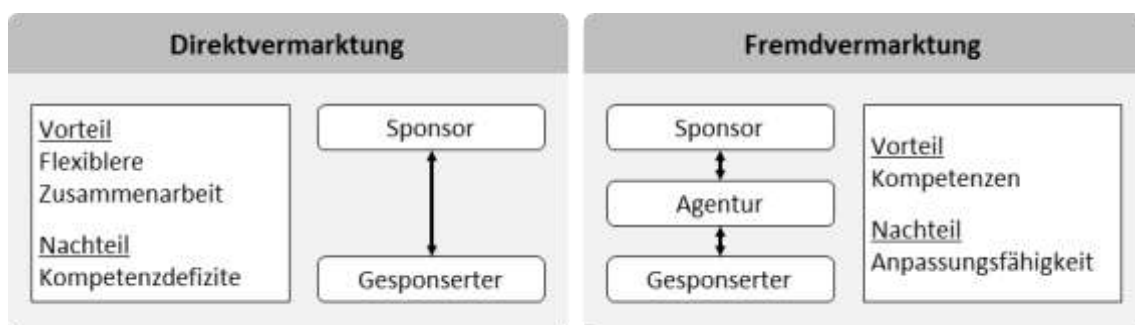 Direktvermarktung
Vorteil
Flexiblere
Zusammenarbeit
Nachteil
Kompetenzdefizite
Sponsor
Gesponserter
Fremdvermarktung
Sponsor
Agentur
Gesponserter
Vorteil
Kompetenzen
Nachteil
Anpassungsfähigkeit